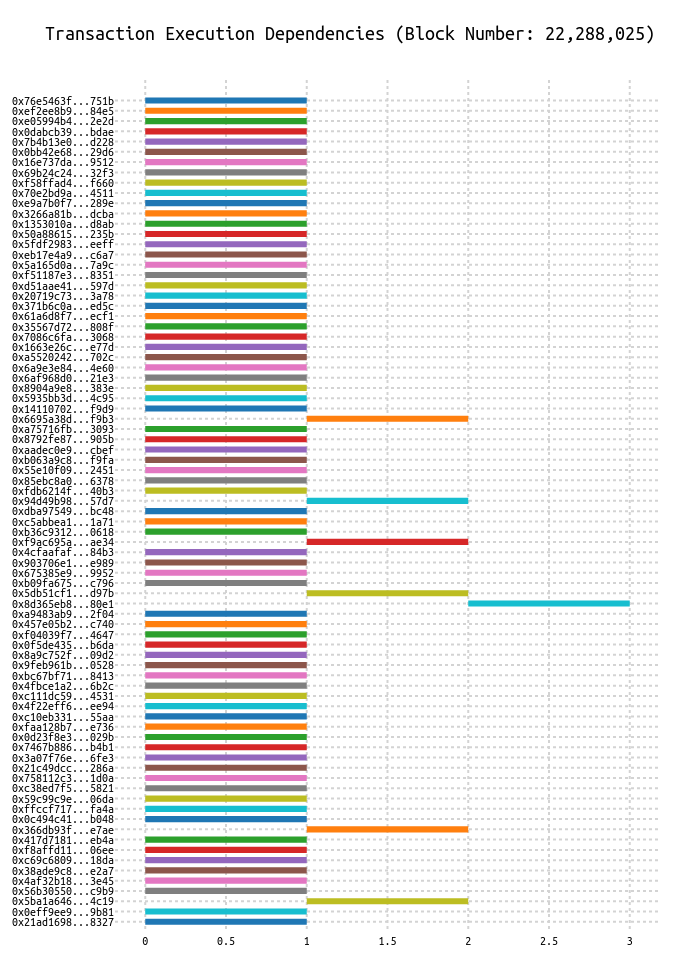 Transaction Execution Dependencies (Block Number: 22,288,025)
0x76e5463f...751b
0xef2ee8b9...84e5
0xe05994b4...2e2d
0x0dabcb39...bdae
0x7b4b13e0...d228
0x0bb42e68...29d6
0x16e737da...9512
0x69b24c24...32f3
0xf58ffad4...f660
0x70e2bd9a...4511
0xe9a7b0f7...289e
0x3266a81b...dcba
0x1353010a...d8ab
0x50a88615...235b
0x5fdf2983...eeff
0xeb17e4a9...c6a7
0x5a165d0a...7a9c
0xf51187e3...8351
0xd51aae41...597d
0x20719c73...3a78
0x371b6c0a...ed5c
0x61a6d8f7...ecf1
0x35567d72...808f
0x7086c6fa...3068
0x1663e26c...e77d
0xa5520242...702c
0x6a9e3e84...4e60
0x6af968d0...21e3
0x8904a9e8...383e
0x5935bb3d...4c95
0x14110702...f9d9
0x6695a38d...f9b3
0xa75716fb...3093
0x8792fe87...905b
0xaadec0e9...cbef
0xb063a9c8...f9fa
0x55e10f09...2451
0x85ebc8a0...6378
0xfdb6214f...40b3
0x94d49b98...57d7
0xdba97549...bc48
0xc5abbea1...1a71
0xb36c9312...0618
0xf9ac695a...ae34
0x4cfaafaf...84b3
0x903706e1...e989
0x675385e9...9952
0xb09fa675...c796
0x5db51cf1...d97b
0x8d365eb8...80e1
0xa9483ab9...2f04
0x457e05b2...c740
0xf04039f7...4647
0x0f5de435...b6da
0x8a9c752f...09d2
0x9feb961b...0528
0xbc67bf71...8413
0x4fbce1a2...6b2c
0xc111dc59...4531
0x4f22eff6...ee94
0xc10eb331...55aa
0xfaa128b7...e736
0x0d23f8e3...029b
0x7467b886...b4b1
0x3a07f76e...6fe3
0x21c49dcc...286a
0x758112c3...1d0a
0xc38ed7f5...5821
0x59c99c9e...06da
0xffccf717...fa4a
0x0c494c41...b048
0x366db93f...e7ae
0x417d7181...eb4a
0xf8affd11...06ee
0xc69c6809...18da
0x38ade9c8...e2a7
0x4af32b18...3e45
0x56b30550...c9b9
0x5ba1a646...4c19
0x0eff9ee9...9b81
0x21ad1698...8327
0 0.5 1 1.5 2 2.5 3